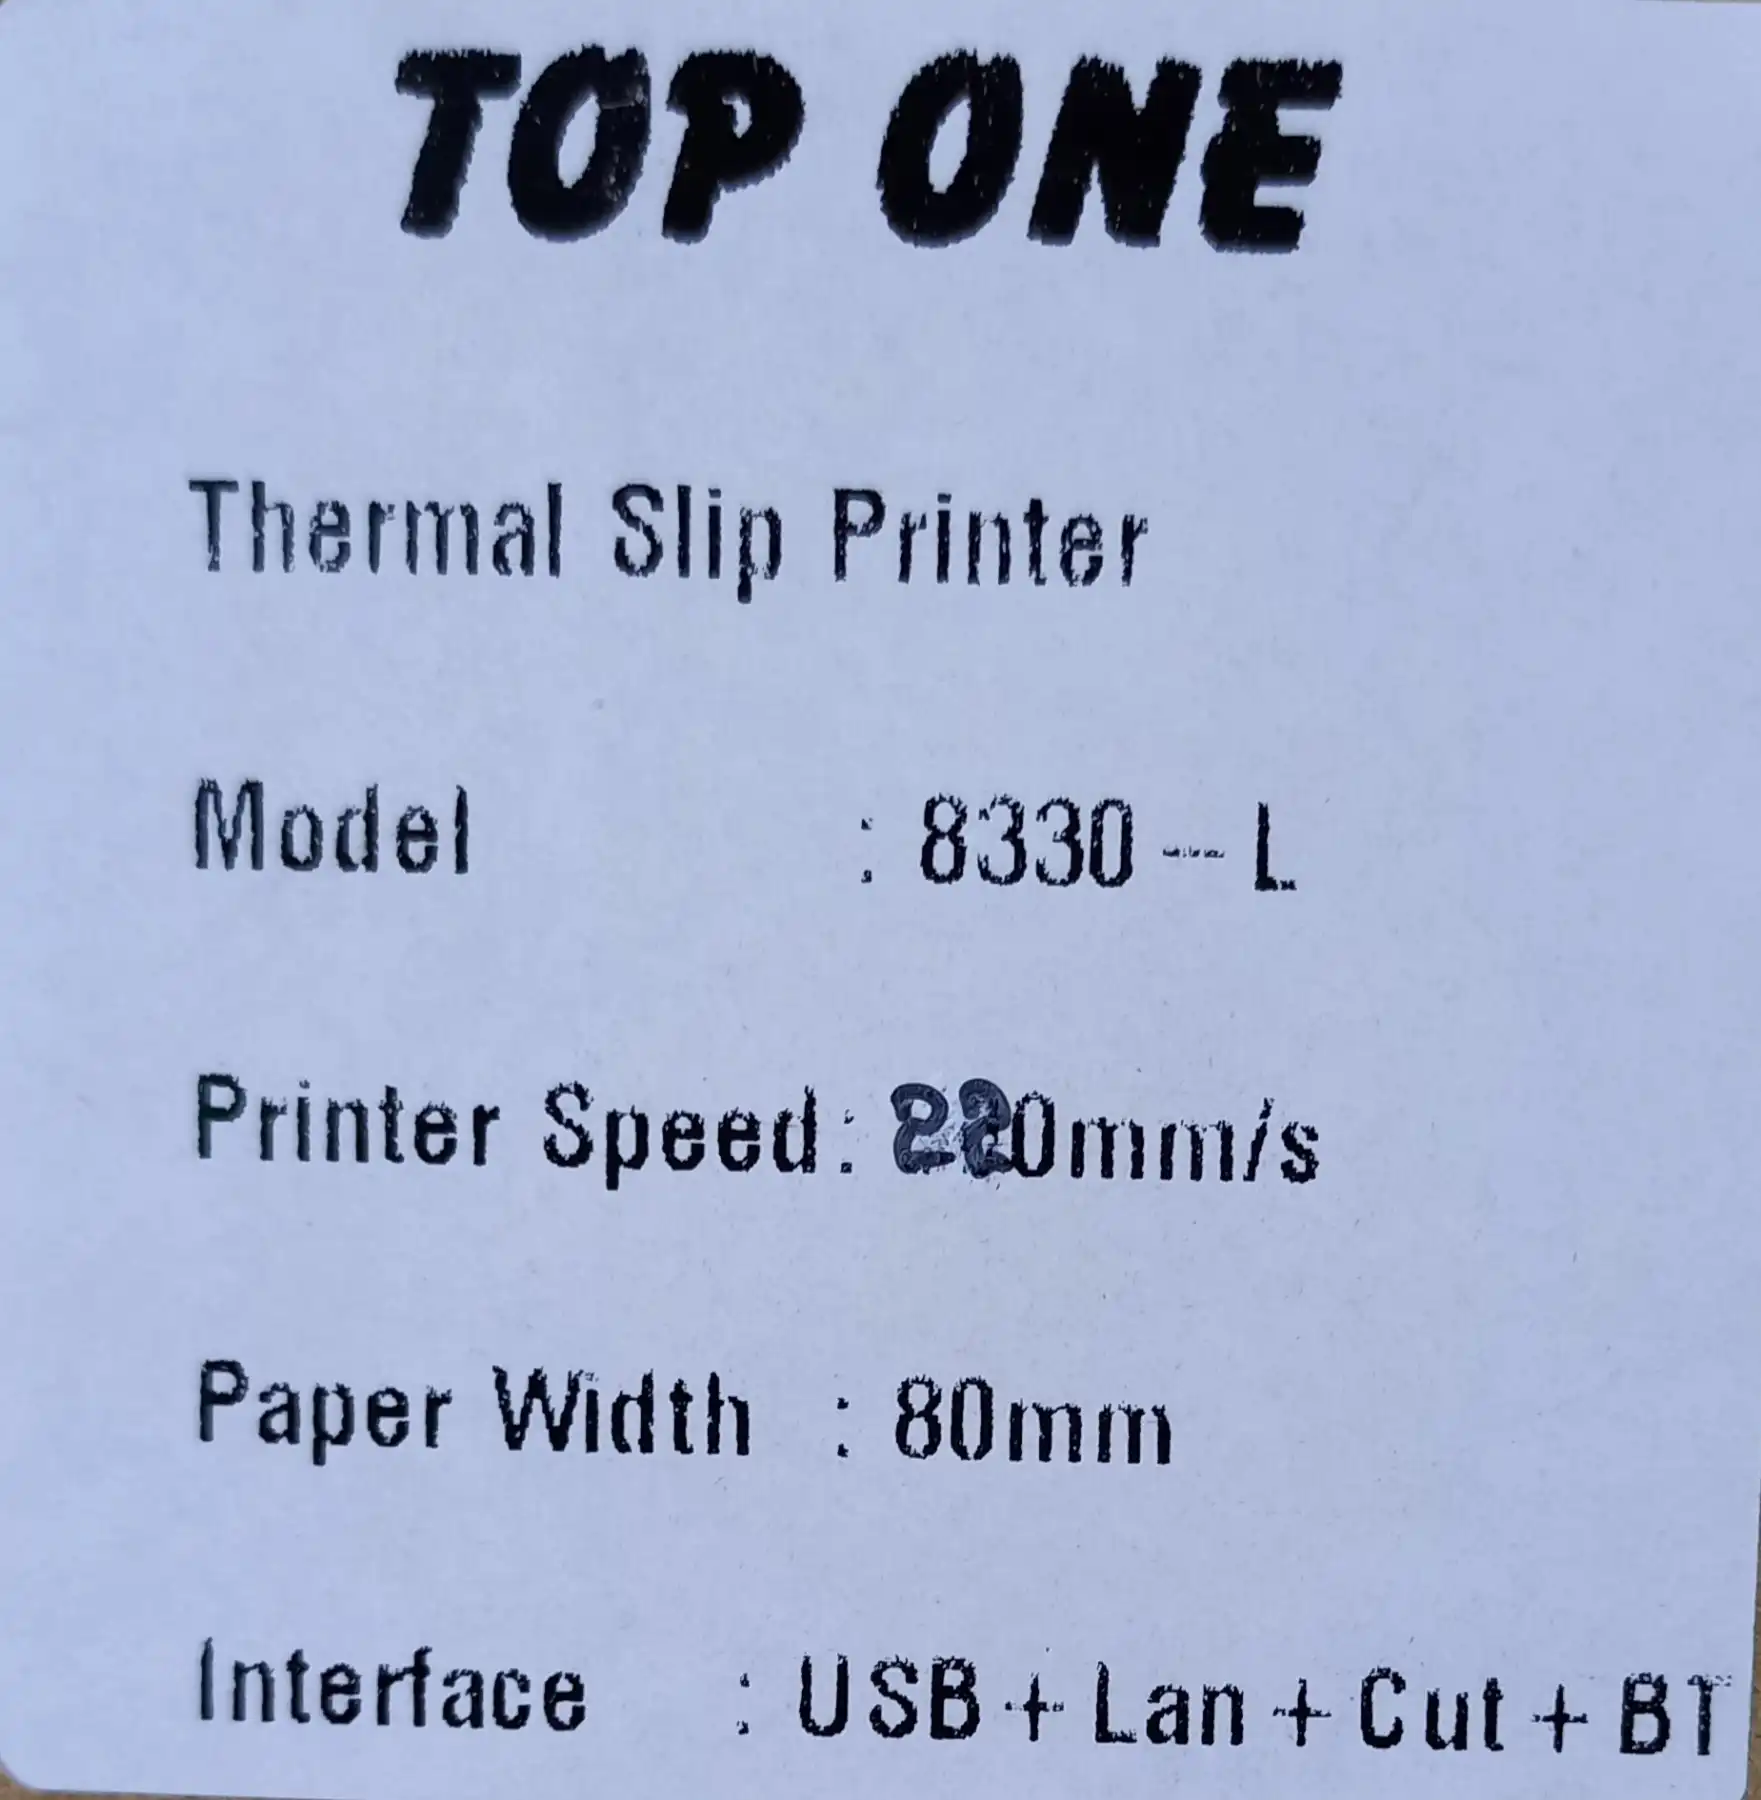 TOP ONE
Thermal Slip Printer
Model : 8330 - L
Printer Speed: 220mm/s
Paper Width : 80mm
Interface : USB + Lan + Cut + BT